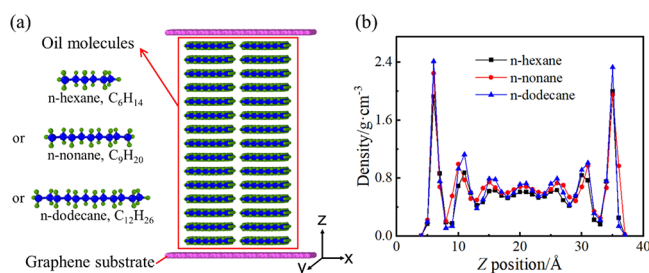 (a)
Oil molecules
n-hexane, C6H14
or
n-nonane, C9H20
or
n-dodecane, C12H26
Graphene substrate
Z
X
Y
(b)
n-hexane
n-nonane
n-dodecane
Density/g·cm-3
2.4
1.6
0.8
0.0
0 10 20 30 40
Z position/Å